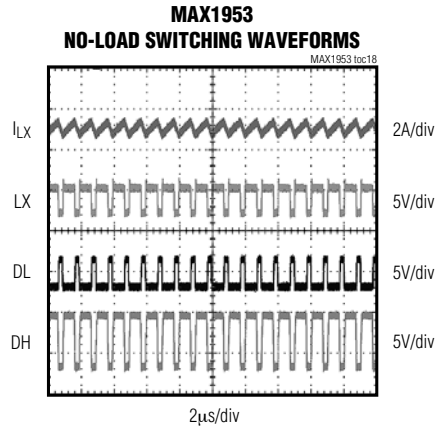 MAX1953
NO-LOAD SWITCHING WAVEFORMS
MAX1953 toc18
ILX
2A/div
LX
5V/div
DL
5V/div
DH
5V/div
2µs/div